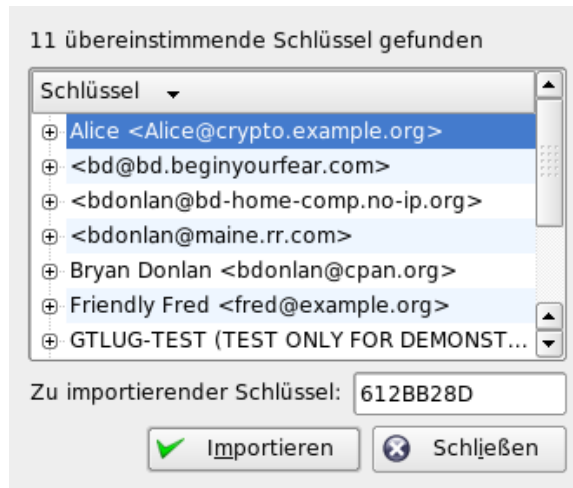 11 übereinstimmende Schlüssel gefunden
Schlüssel
Alice <Alice@crypto.example.org>
<bd@bd.beginyourfear.com>
<bdonlan@bd-home-comp.no-ip.org>
<bdonlan@maine.rr.com>
Bryan Donlan <bdonlan@cpan.org>
Friendly Fred <fred@example.org>
GTLUG-TEST (TEST ONLY FOR DEMONST...
Zu importierender Schlüssel: 612BB28D
Importieren Schließen